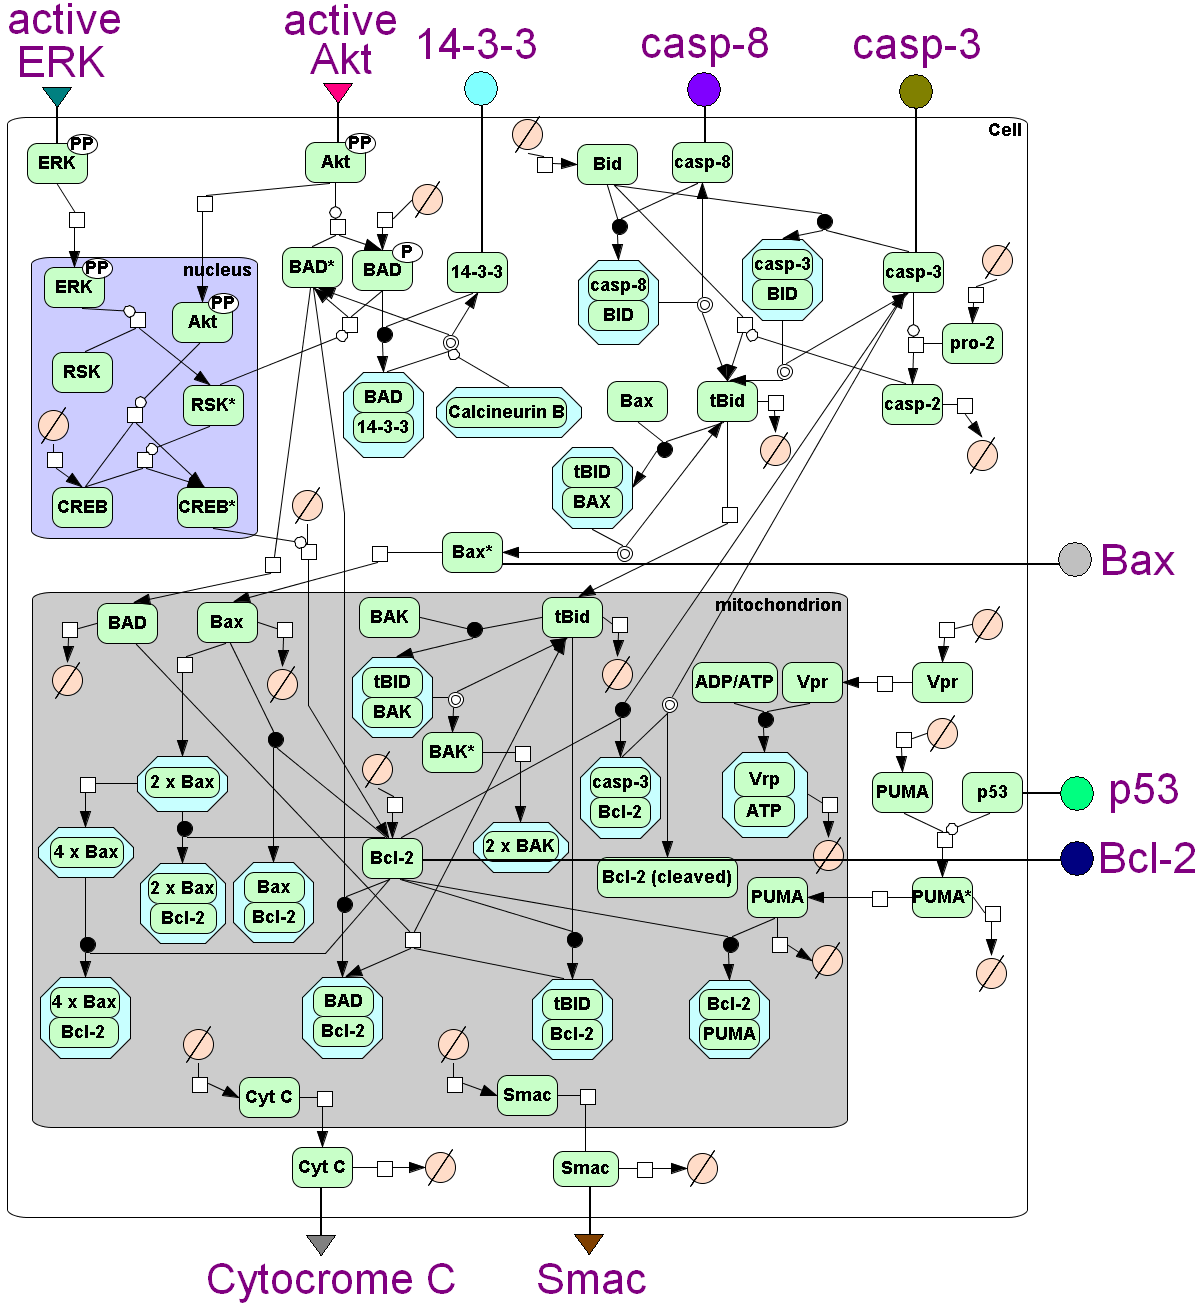 active
ERK
active
Akt
14-3-3
casp-8
casp-3
Cell
PP
ERK
PP
Akt
Bid
casp-8
nucleus
PP
ERK
PP
Akt
RSK
RSK*
CREB
CREB*
BAD*
P
BAD
14-3-3
BAD
14-3-3
Calcineurin B
casp-8
BID
casp-3
BID
casp-3
pro-2
casp-2
Bax
tBid
tBID
BAX
Bax*
Bax
mitochondrion
BAD
Bax
BAK
tBid
tBID
BAK
BAK*
ADP/ATP
Vpr
Vpr
2 x Bax
4 x Bax
casp-3
Bcl-2
Vrp
ATP
PUMA
p53
p53
2 x BAK
Bcl-2
Bcl-2
2 x Bax
Bcl-2
Bax
Bcl-2
Bcl-2 (cleaved)
PUMA
PUMA*
4 x Bax
Bcl-2
BAD
Bcl-2
tBID
Bcl-2
Bcl-2
PUMA
Cyt C
Smac
Cyt C
Smac
Cytocrome C
Smac